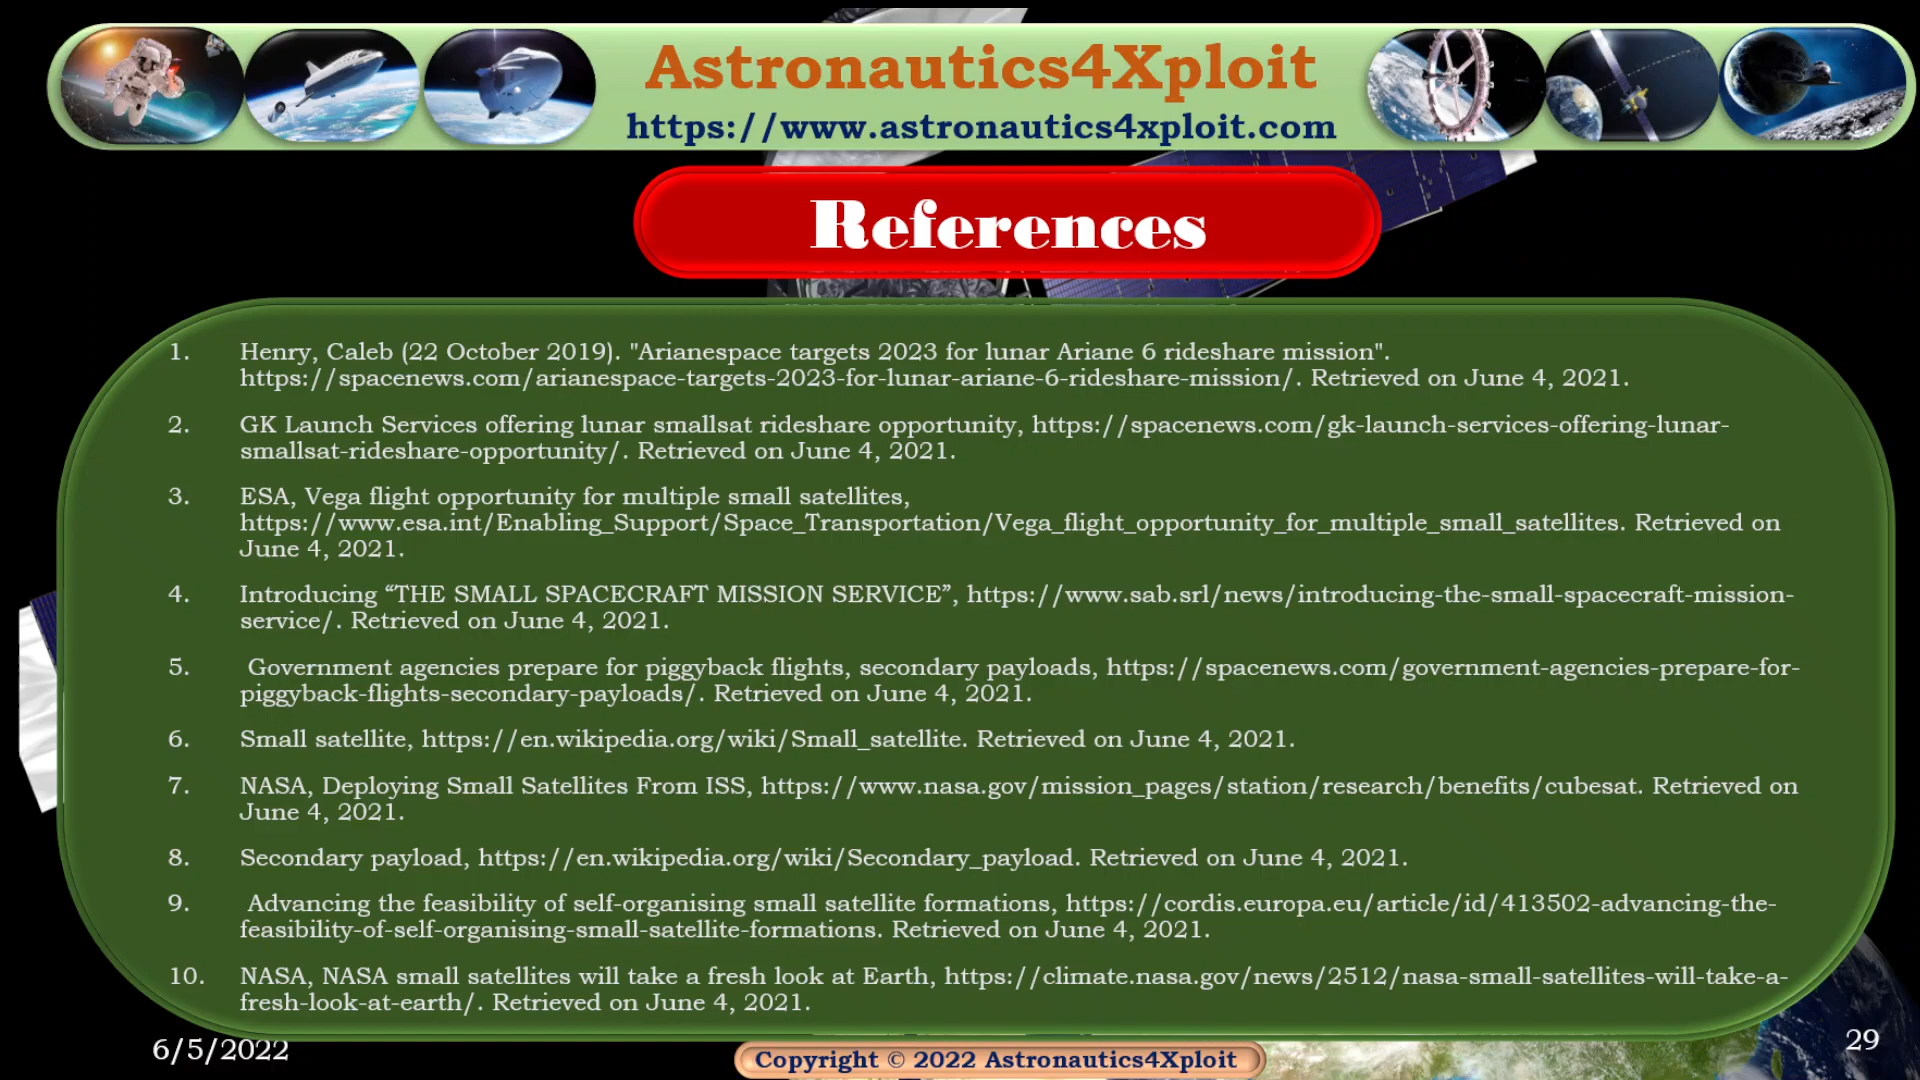 Astronautics4Xploit
https://www.astronautics4xploit.com
References
1. Henry, Caleb (22 October 2019). "Arianespace targets 2023 for lunar Ariane 6 rideshare mission".
https://spacenews.com/arianespace-targets-2023-for-lunar-ariane-6-rideshare-mission/. Retrieved on June 4, 2021.
2. GK Launch Services offering lunar smallsat rideshare opportunity, https://spacenews.com/gk-launch-services-offering-lunar-
smallsat-rideshare-opportunity/. Retrieved on June 4, 2021.
3. ESA, Vega flight opportunity for multiple small satellites,
https://www.esa.int/Enabling_Support/Space_Transportation/Vega_flight_opportunity_for_multiple_small_satellites. Retrieved on
June 4, 2021.
4. Introducing “THE SMALL SPACECRAFT MISSION SERVICE”, https://www.sab.srl/news/introducing-the-small-spacecraft-mission-
service/. Retrieved on June 4, 2021.
5. Government agencies prepare for piggyback flights, secondary payloads, https://spacenews.com/government-agencies-prepare-for-
piggyback-flights-secondary-payloads/. Retrieved on June 4, 2021.
6. Small satellite, https://en.wikipedia.org/wiki/Small_satellite. Retrieved on June 4, 2021.
7. NASA, Deploying Small Satellites From ISS, https://www.nasa.gov/mission_pages/station/research/benefits/cubesat. Retrieved on
June 4, 2021.
8. Secondary payload, https://en.wikipedia.org/wiki/Secondary_payload. Retrieved on June 4, 2021.
9. Advancing the feasibility of self-organising small satellite formations, https://cordis.europa.eu/article/id/413502-advancing-the-
feasibility-of-self-organising-small-satellite-formations. Retrieved on June 4, 2021.
10. NASA, NASA small satellites will take a fresh look at Earth, https://climate.nasa.gov/news/2512/nasa-small-satellites-will-take-a-
fresh-look-at-earth/. Retrieved on June 4, 2021.
6/5/2022
Copyright © 2022 Astronautics4Xploit
29